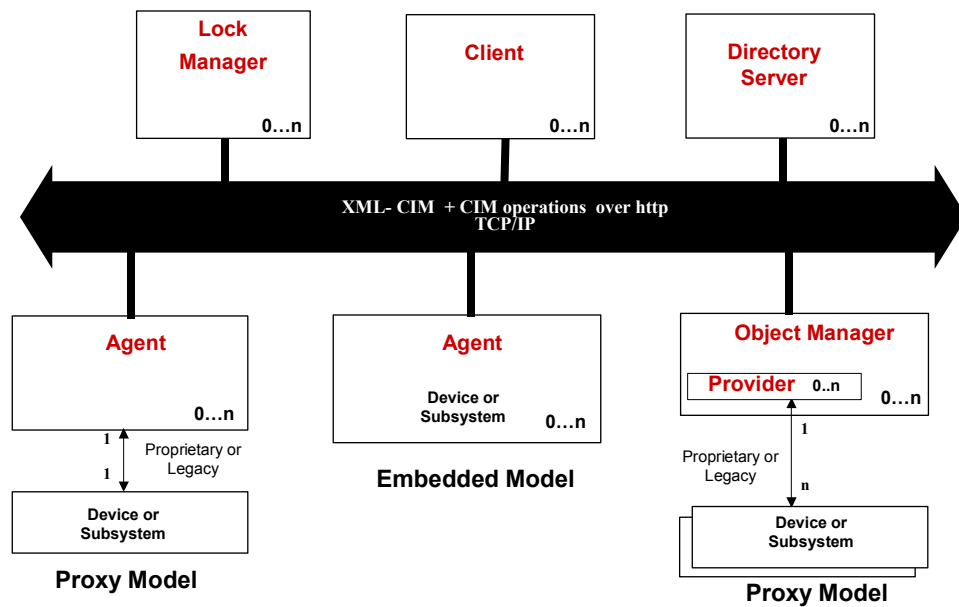 Lock
Manager
0...n
Client
0...n
Directory
Server
0...n
XML- CIM + CIM operations over http
TCP/IP
Agent
0...n
1
1
Proprietary or
Legacy
Device or
Subsystem
Proxy Model
Agent
Device or
Subsystem
0...n
Embedded Model
Object Manager
Provider 0..n
0...n
1
Proprietary or
Legacy
n
Device or
Subsystem
Proxy Model